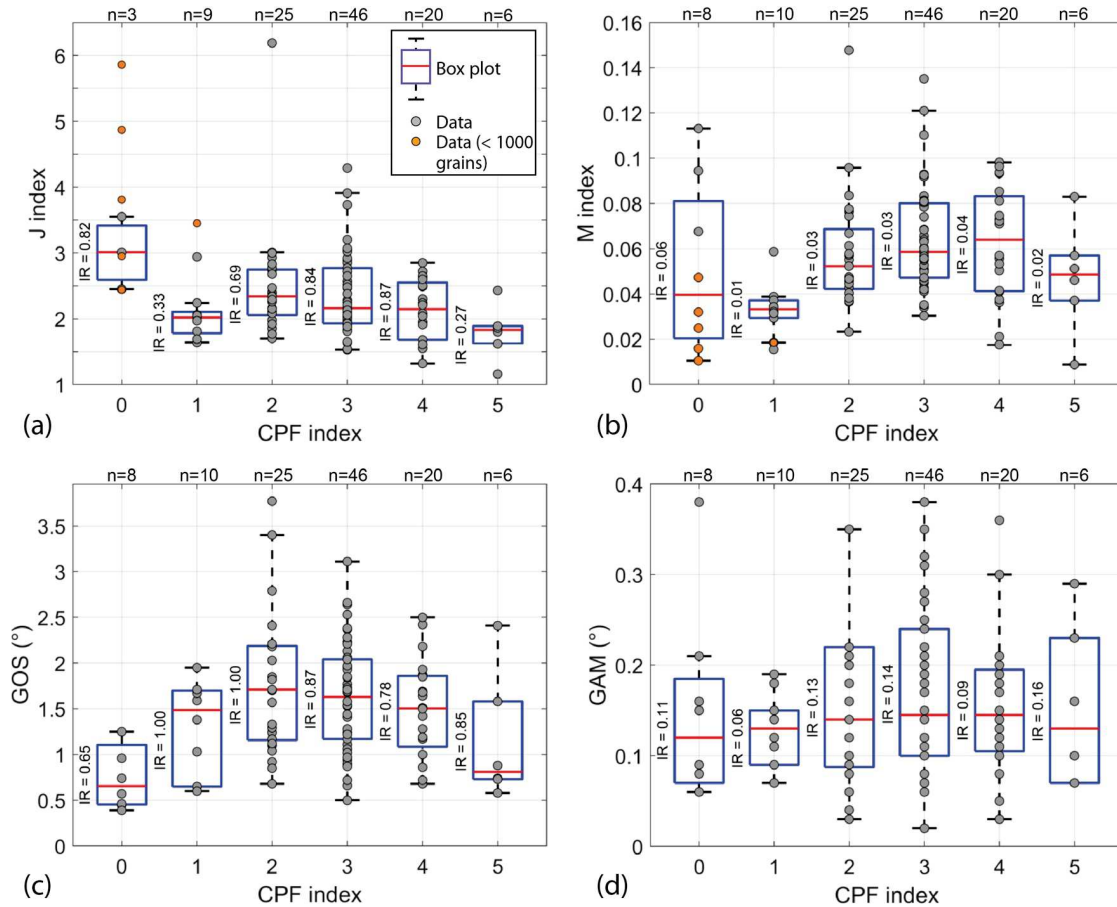 n=3 n=9 n=25 n=46 n=20 n=6
6
5
4
3
2
1
J index
IR = 0.82
IR = 0.33
IR = 0.69
IR = 0.84
IR = 0.87
IR = 0.27
Box plot
Data
Data (< 1000
grains)
0 1 2 3 4 5
(a)
CPF index
n=8 n=10 n=25 n=46 n=20 n=6
0.16
0.14
0.12
0.1
0.08
0.06
0.04
0.02
0
M index
IR = 0.06
IR = 0.01
IR = 0.03
IR = 0.03
IR = 0.04
IR = 0.02
0 1 2 3 4 5
(b)
CPF index
n=8 n=10 n=25 n=46 n=20 n=6
3.5
3
2.5
2
1.5
1
0.5
0
GOS (°)
IR = 0.65
IR = 1.00
IR = 1.00
IR = 0.87
IR = 0.78
IR = 0.85
0 1 2 3 4 5
(c)
CPF index
n=8 n=10 n=25 n=46 n=20 n=6
0.4
0.3
0.2
0.1
0
GAM (°)
IR = 0.11
IR = 0.06
IR = 0.13
IR = 0.14
IR = 0.09
IR = 0.16
0 1 2 3 4 5
(d)
CPF index